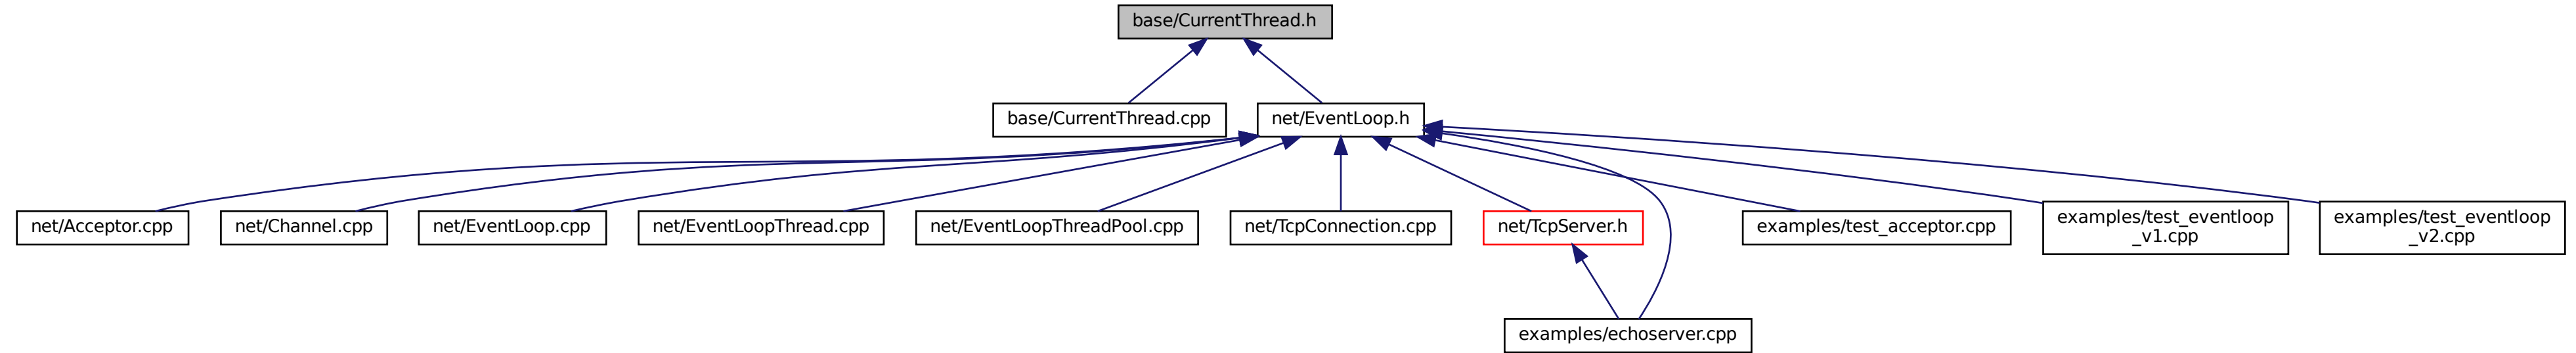 base/CurrentThread.h
base/CurrentThread.cpp
net/EventLoop.h
net/Acceptor.cpp
net/Channel.cpp
net/EventLoop.cpp
net/EventLoopThread.cpp
net/EventLoopThreadPool.cpp
net/TcpConnection.cpp
net/TcpServer.h
examples/test_acceptor.cpp
examples/test_eventloop
_v1.cpp
examples/test_eventloop
_v2.cpp
examples/echoserver.cpp